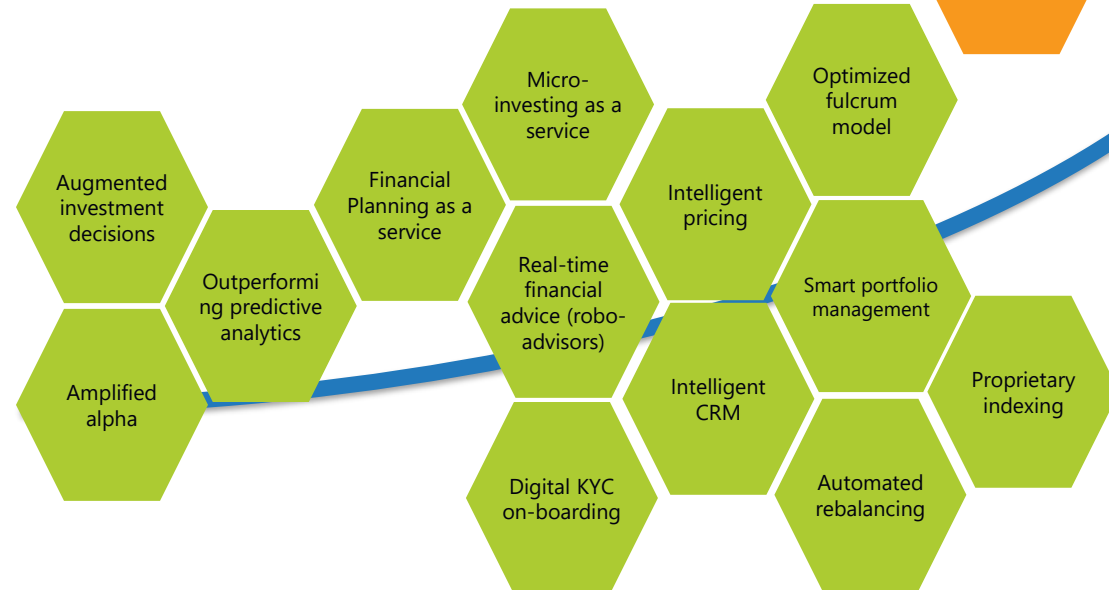 Micro-
investing as a
service
Optimized
fulcrum
model
Augmented
investment
decisions
Financial
Planning as a
service
Intelligent
pricing
Outperformi
ng predictive
analytics
Real-time
financial
advice (robo-
advisors)
Smart portfolio
management
Amplified
alpha
Intelligent
CRM
Proprietary
indexing
Digital KYC
on-boarding
Automated
rebalancing